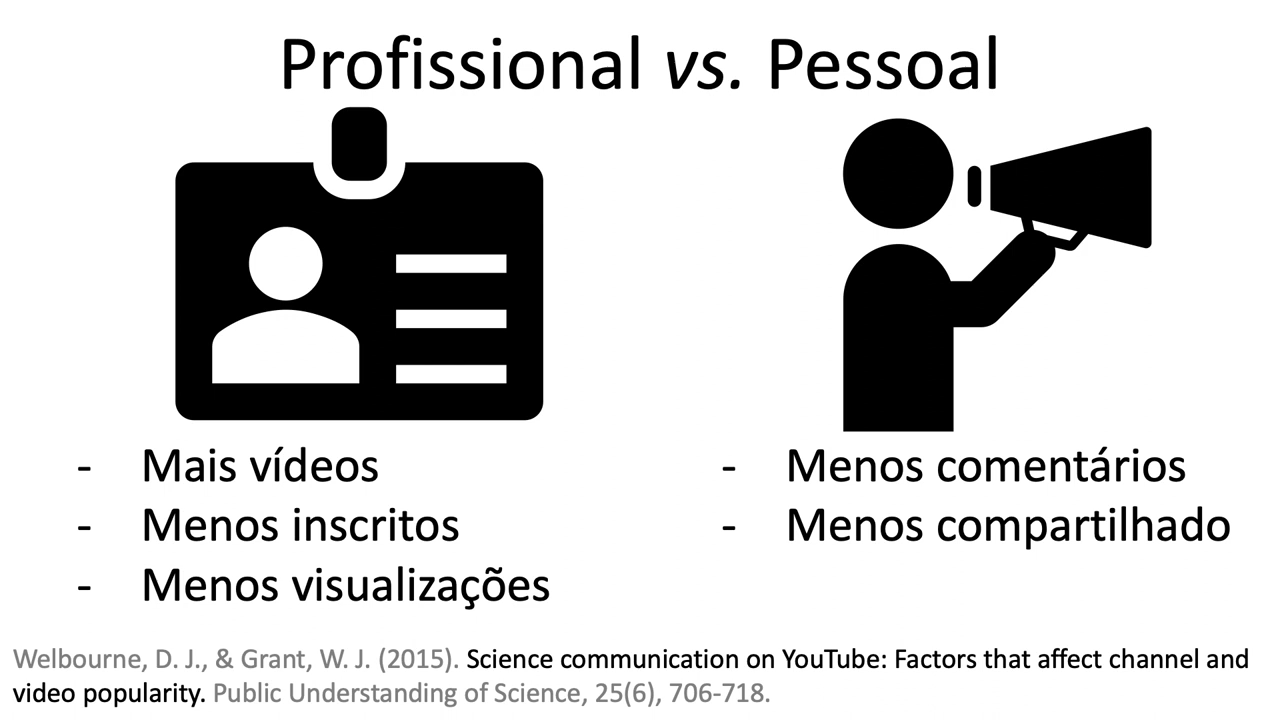 Profissional vs. Pessoal
- Mais vídeos
- Menos inscritos
- Menos visualizações
- Menos comentários
- Menos compartilhado
Welbourne, D. J., & Grant, W. J. (2015). Science communication on YouTube: Factors that affect channel and
video popularity. Public Understanding of Science, 25(6), 706-718.